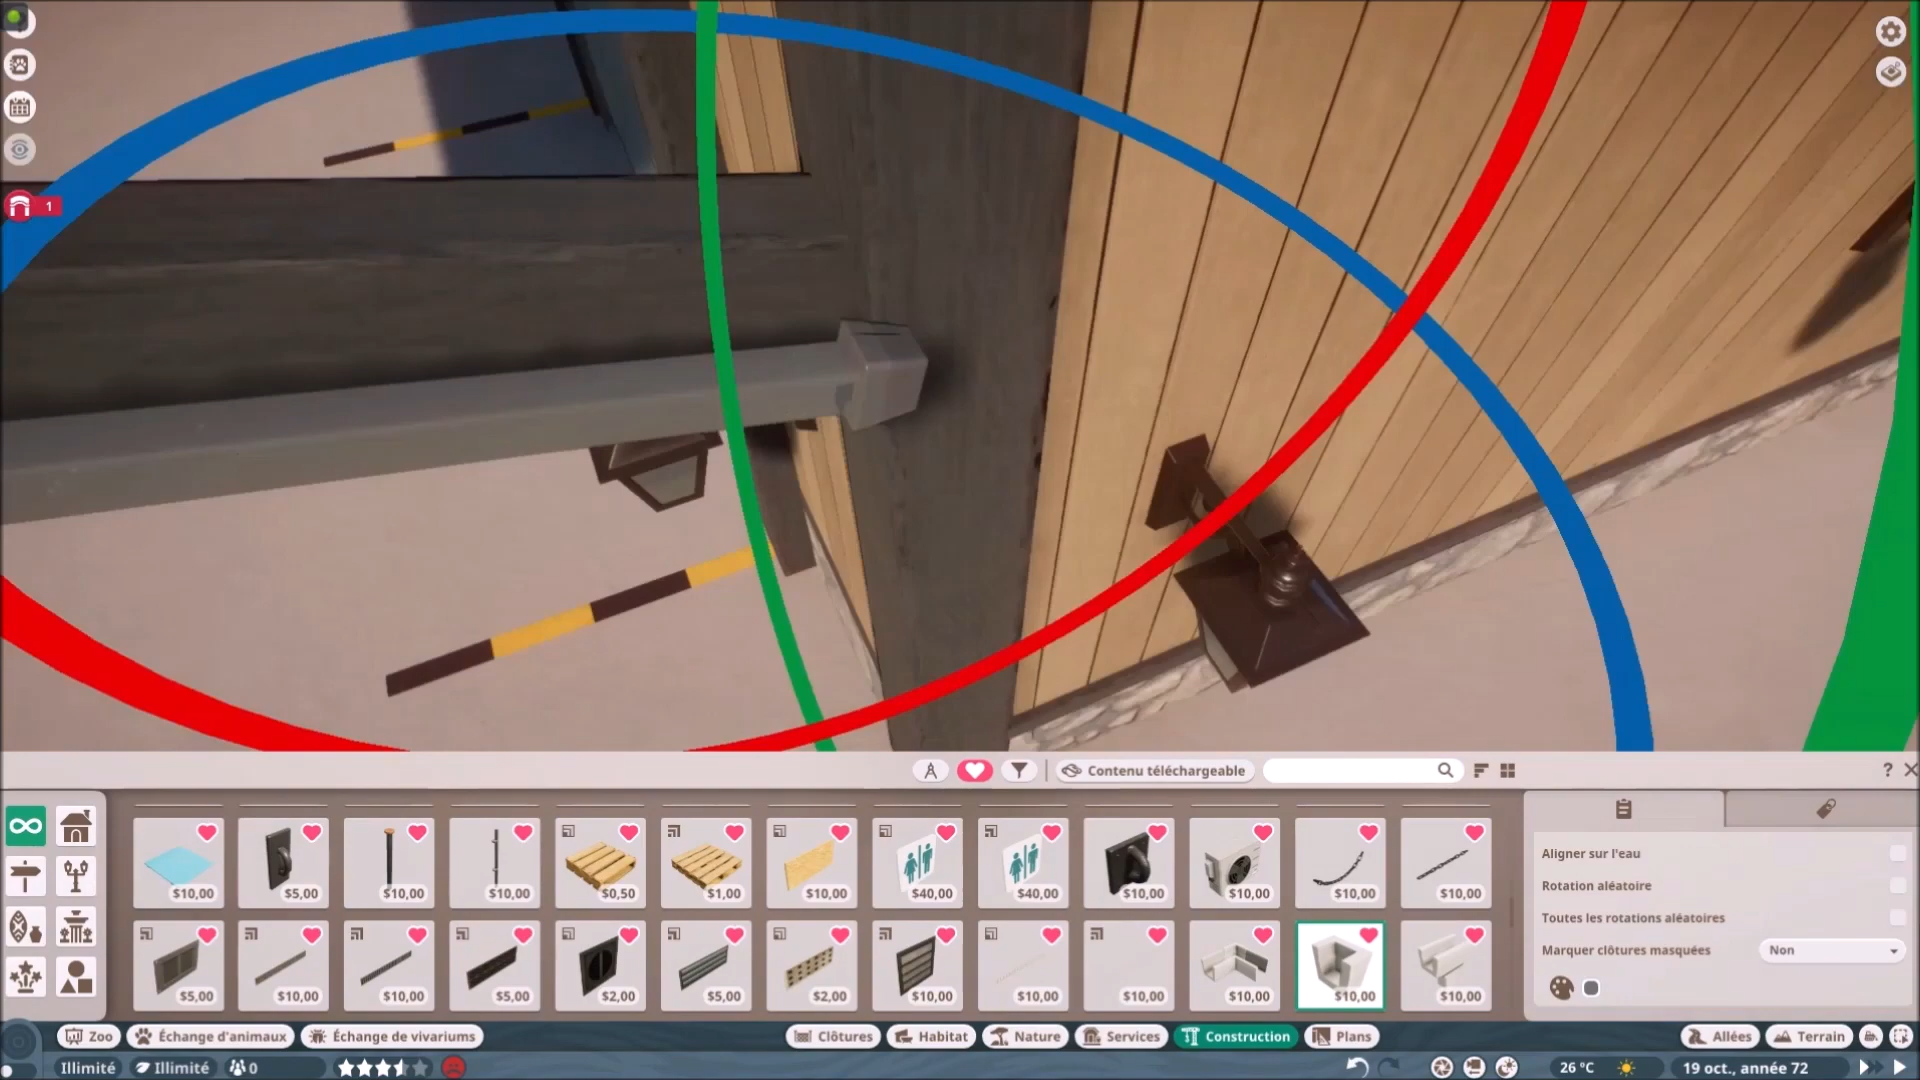 1
Contenu téléchargeable
?
$10,00 $5,00 $10,00 $10,00 $0,50 $1,00 $10,00 $40,00 $40,00 $10,00 $10,00 $10,00 $10,00
$5,00 $10,00 $10,00 $5,00 $2,00 $5,00 $2,00 $10,00 $10,00 $10,00 $10,00 $10,00 $10,00
Aligner sur l'eau
Rotation aléatoire
Toutes les rotations aléatoires
Marquer clôtures masquées Non
Zoo Échange d'animaux Échange de vivariums Clôtures Habitat Nature Services Construction Plans Allées Terrain
Illimité Illimité 0 26 °C 19 oct., année 72